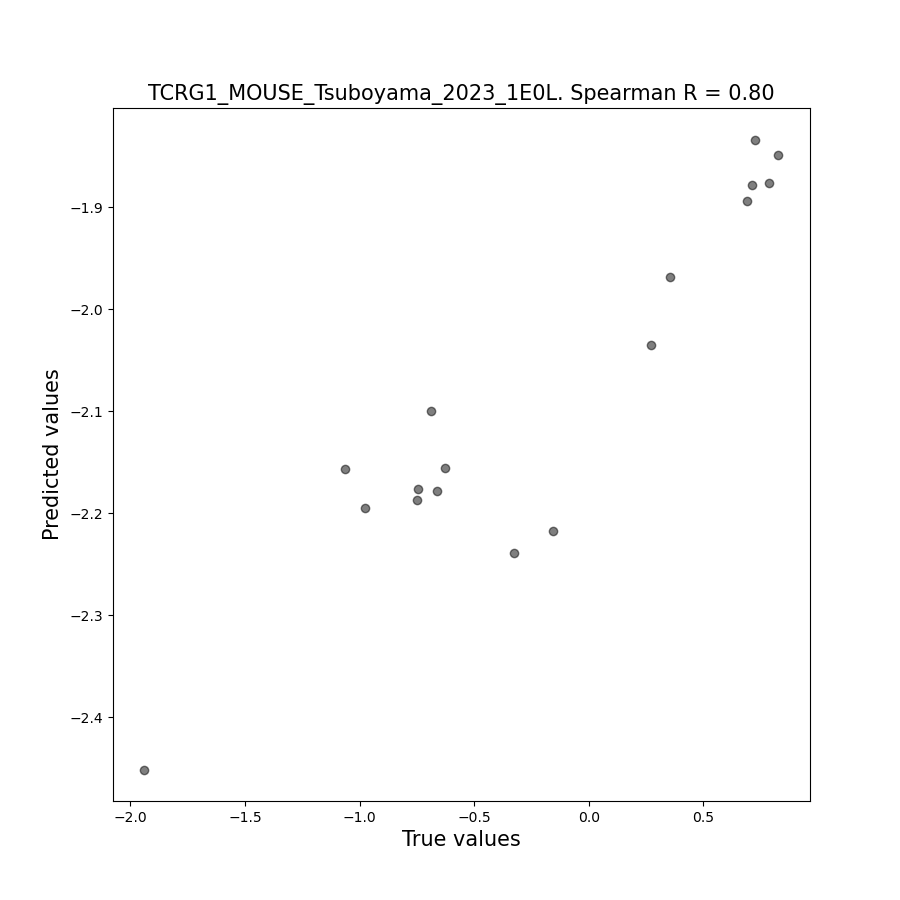 TCRG1_MOUSE_Tsuboyama_2023_1E0L. Spearman R = 0.80
Predicted values
−1.9
−2.0
−2.1
−2.2
−2.3
−2.4
−2.0 −1.5 −1.0 −0.5 0.0 0.5
True values